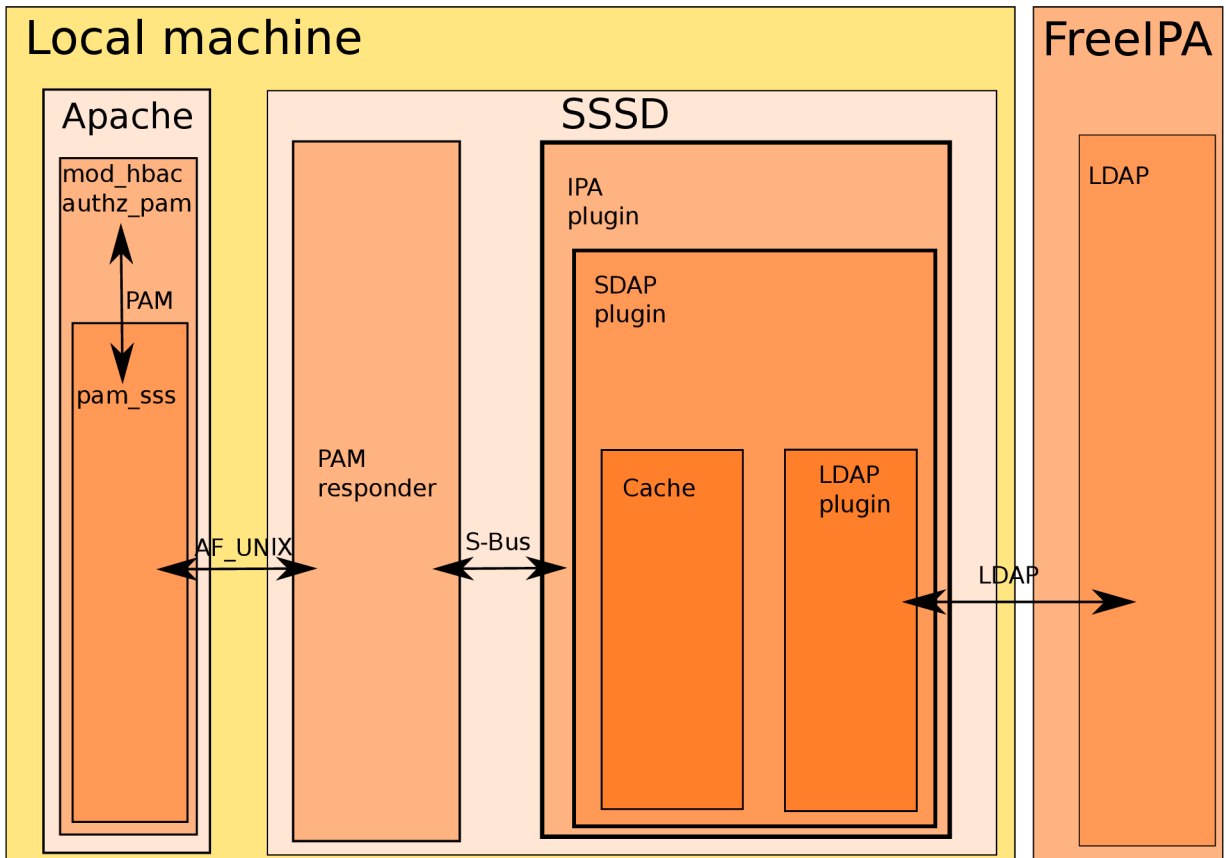 Local machine
FreeIPA
Apache
SSSD
mod_hbac
authz_pam
PAM
pam_sss
AF_UNIX
PAM
responder
S-Bus
IPA
plugin
SDAP
plugin
Cache
LDAP
plugin
LDAP
LDAP